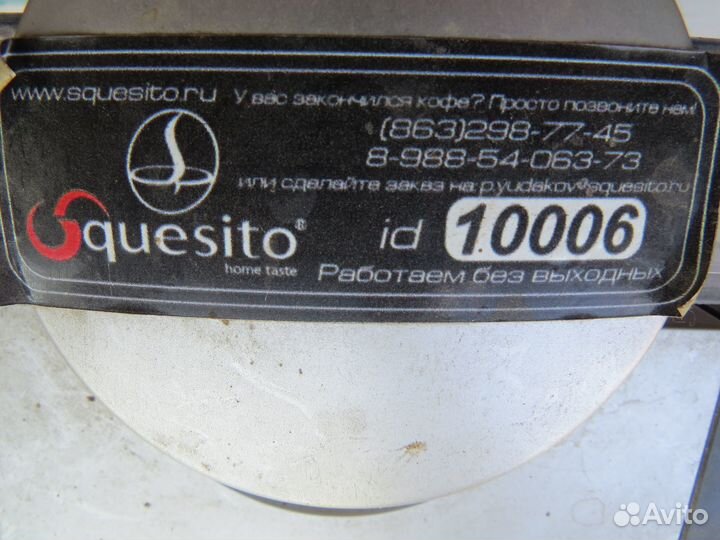 www.squesito.ru у вас закончился кофе? Просто позвоните нам!
(863)298-77-45
8-988-54-063-73
или сделайте заказ на p.yudakov@squesito.ru
Squesito® id 10006
home taste
Работаем без выходных
Avito